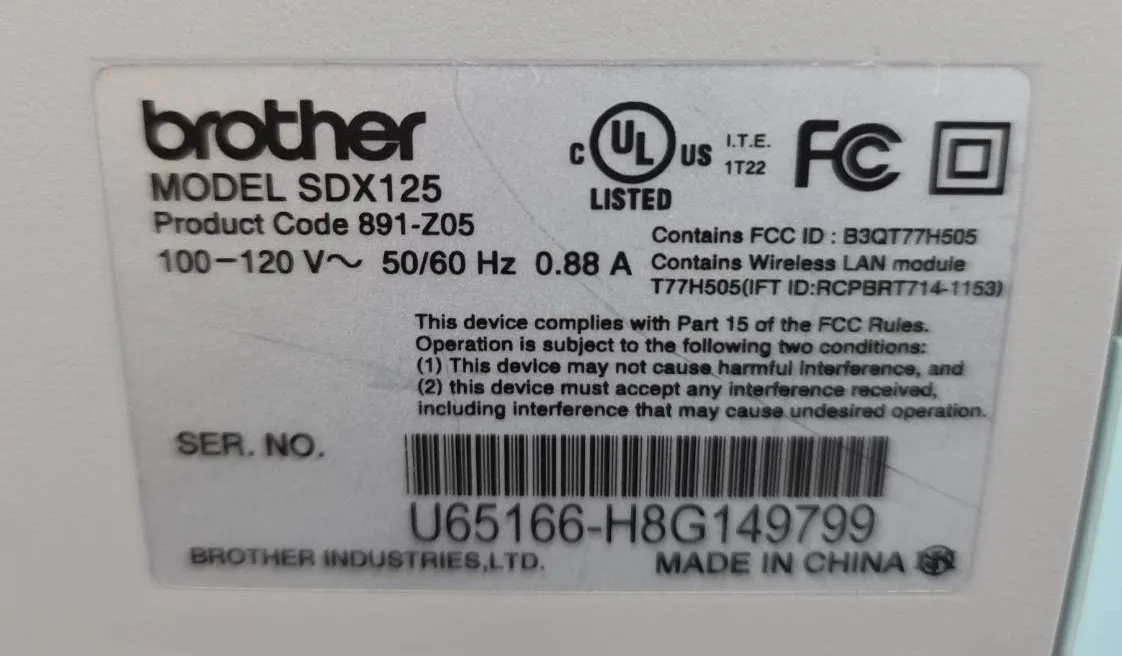 brother
MODEL SDX125
Product Code 891-Z05
100-120 V~ 50/60 Hz 0.88 A
C UL US
LISTED
I.T.E.
1T22
FC
Contains FCC ID : B3QT77H505
Contains Wireless LAN module
T77H505(IFT ID:RCPBRT714-1153)
This device complies with Part 15 of the FCC Rules.
Operation is subject to the following two conditions:
(1) This device may not cause harmful interference, and
(2) this device must accept any interference received,
including interference that may cause undesired operation.
SER. NO.
U65166-H8G149799
BROTHER INDUSTRIES,LTD.
MADE IN CHINA